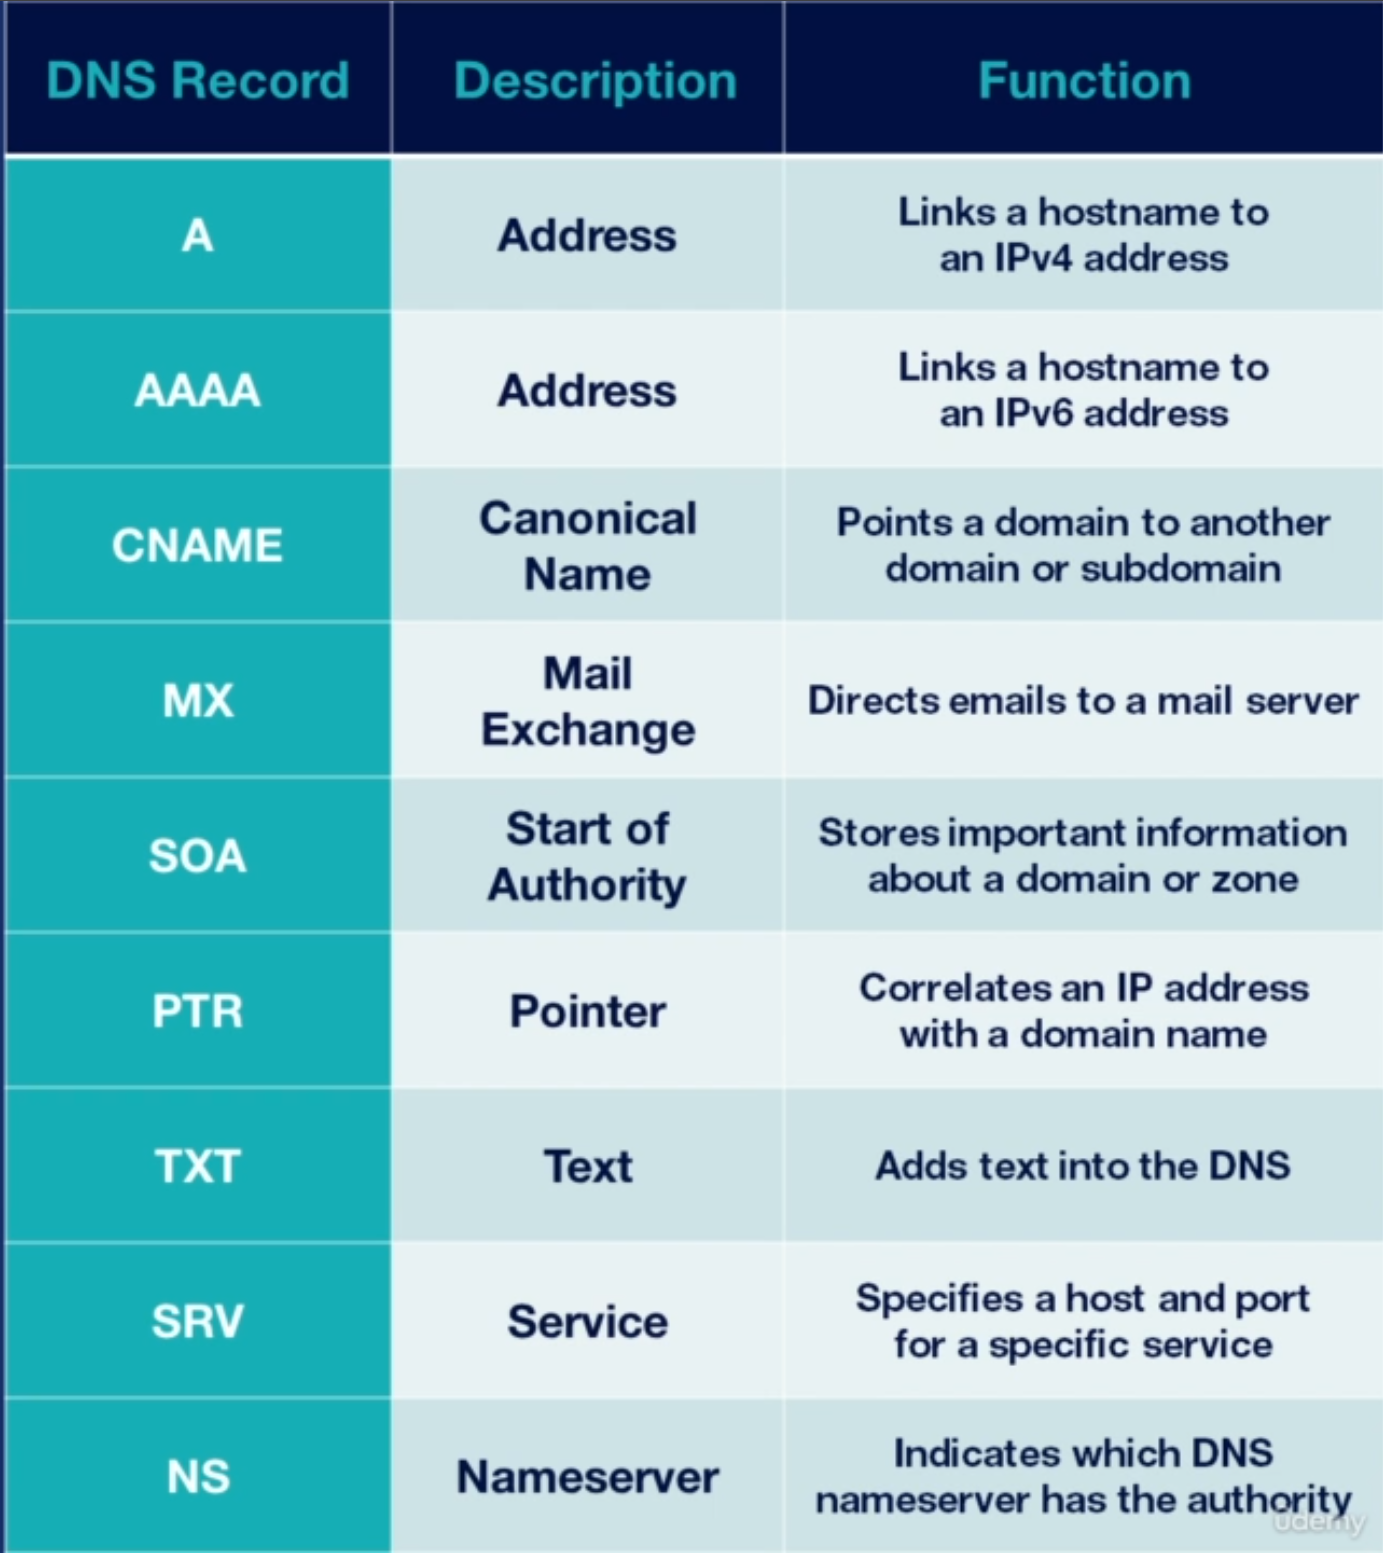 DNS Record Description Function
A Address Links a hostname to
an IPv4 address
AAAA Address Links a hostname to
an IPv6 address
CNAME Canonical
Name Points a domain to another
domain or subdomain
MX Mail
Exchange Directs emails to a mail server
SOA Start of
Authority Stores important information
about a domain or zone
PTR Pointer Correlates an IP address
with a domain name
TXT Text Adds text into the DNS
SRV Service Specifies a host and port
for a specific service
NS Nameserver Indicates which DNS
nameserver has the authority
udemy